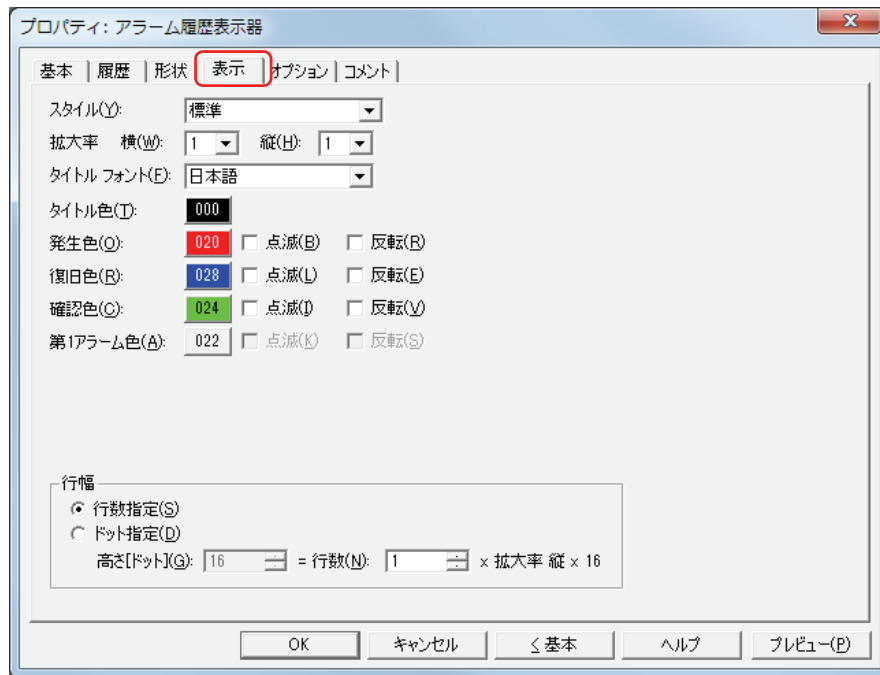 プロパティ: アラーム履歴表示器
基本 履歴 形状 表示 オプション コメント
スタイル(Y): 標準
拡大率 横(W): 1 縦(H): 1
タイトル フォント(F): 日本語
タイトル色(T): 000
発生色(O): 020 点滅(B) 反転(R)
復旧色(R): 028 点滅(L) 反転(E)
確認色(C): 024 点滅(I) 反転(V)
第1アラーム色(A): 022 点滅(K) 反転(S)
行幅
行数指定(S)
ドット指定(D)
高さ[ドット](G): 16 = 行数(N): 1 × 拡大率 縦 × 16
OK キャンセル < 基本 ヘルプ プレビュー(P)